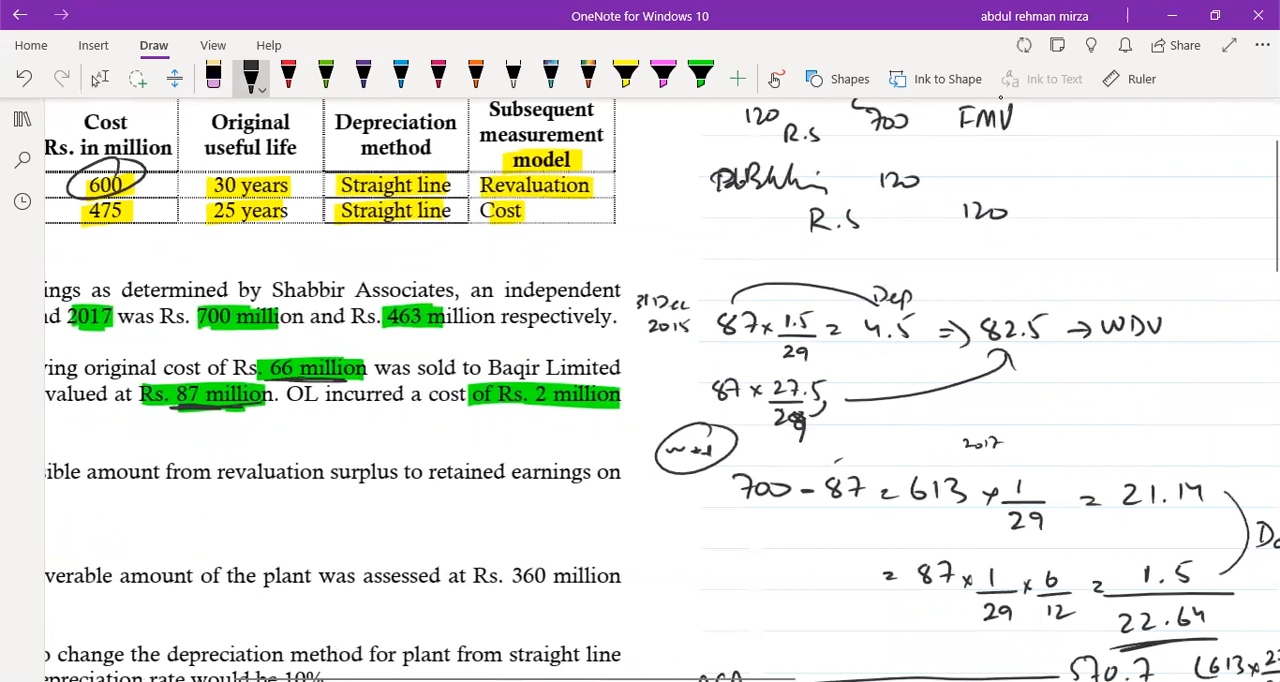 OneNote for Windows 10
abdul rehman mirza
Home Insert Draw View Help
Share
Shapes Ink to Shape Ink to Text Ruler
Cost Rs. in million Original useful life Depreciation method Subsequent measurement model
600 30 years Straight line Revaluation
475 25 years Straight line Cost
ings as determined by Shabbir Associates, an independent
d 2017 was Rs. 700 million and Rs. 463 million respectively.
ving original cost of Rs. 66 million was sold to Baqir Limited
valued at Rs. 87 million. OL incurred a cost of Rs. 2 million
sible amount from revaluation surplus to retained earnings on
verable amount of the plant was assessed at Rs. 360 million
o change the depreciation method for plant from straight line
epreciation rate would be 10%
120 700 FMV
R.S
120
R.S 120
31 Dec 2015
Dep
87 × 1.5/29 = 4.5 => 82.5 → WDV
87 × 27.5/29
2017
700 - 87 = 613 × 1/29 = 21.14
= 87 × 1/29 × 6/12 = 1.5
22.64
570.7 (613×